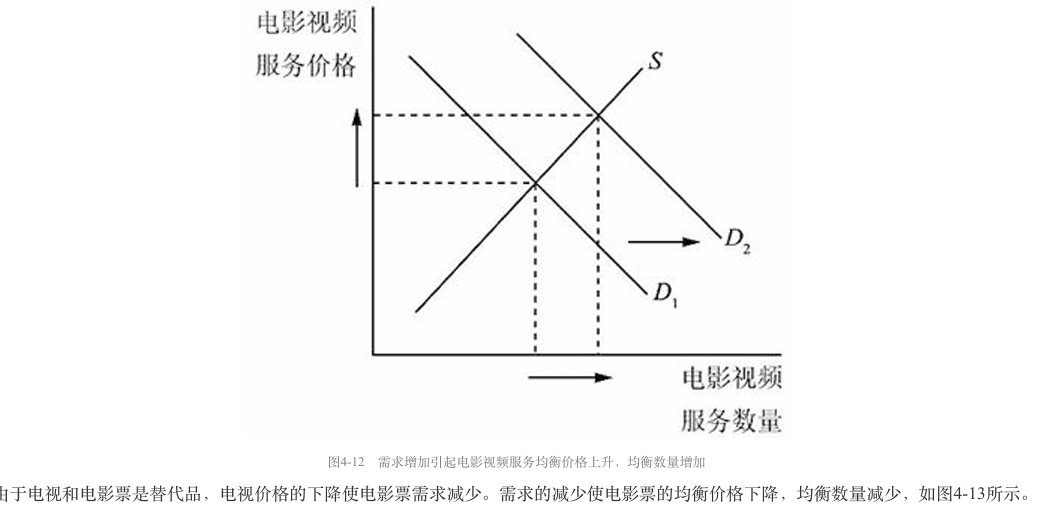 电影视频
服务价格
S
D2
D1
电影视频
服务数量
图4-12 需求增加引起电影视频服务均衡价格上升，均衡数量增加
由于电视和电影票是替代品，电视价格的下降使电影票需求减少。需求的减少使电影票的均衡价格下降，均衡数量减少，如图4-13所示。